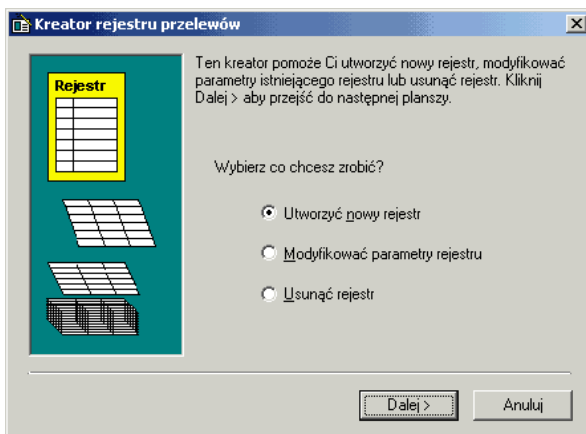 Kreator rejestru przelewów
Rejestr
Ten kreator pomoże Ci utworzyć nowy rejestr, modyfikować
parametry istniejącego rejestru lub usunąć rejestr. Kliknij
Dalej > aby przejść do następnej planszy.
Wybierz co chcesz zrobić?
Utworzyć nowy rejestr
Modyfikować parametry rejestru
Usunąć rejestr
Dalej >
Anuluj